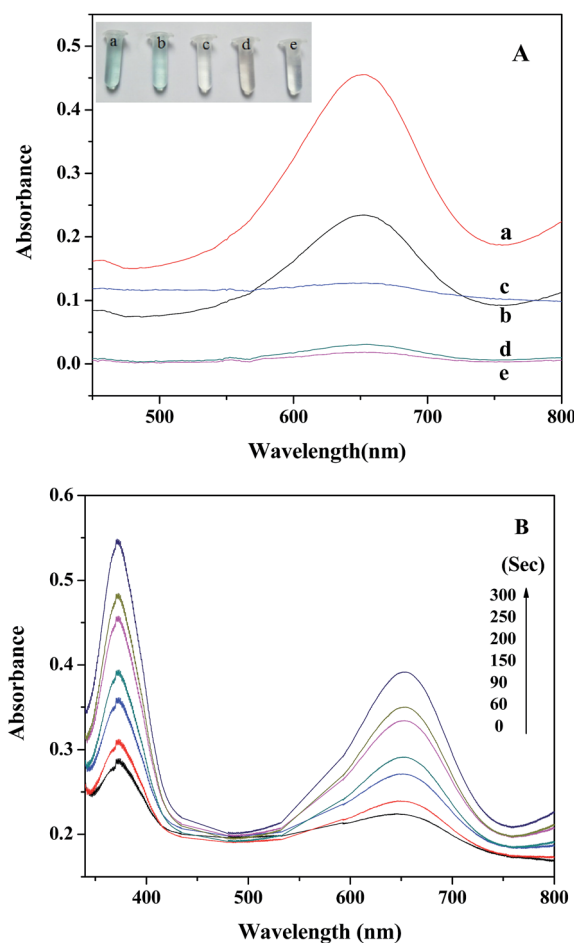 a b c d e
A
0.5
0.4
0.3
0.2
0.1
0.0
a
c
b
d
e
Absorbance
500 600 700 800
Wavelength(nm)
B
(Sec)
300
250
200
150
90
60
0
0.6
0.5
0.4
0.3
0.2
Absorbance
400 500 600 700 800
Wavelength (nm)